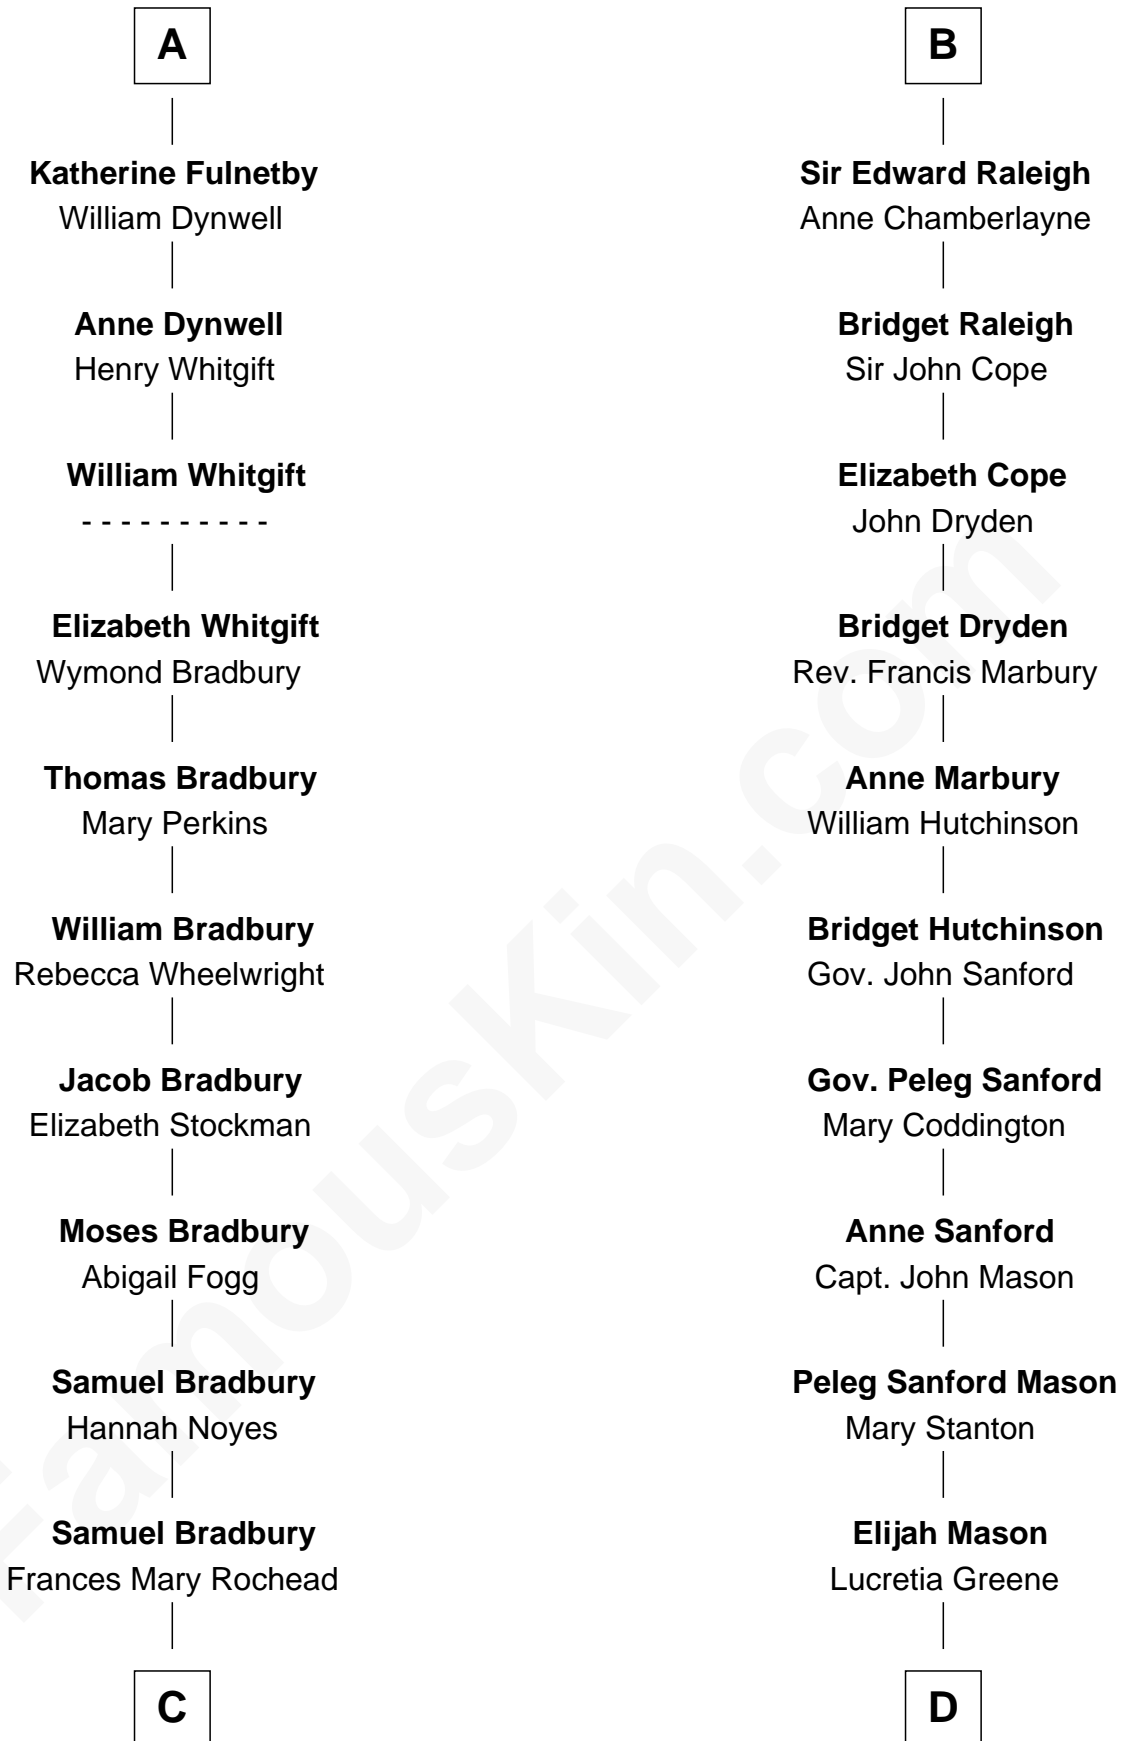 A
Katherine Fulnetby
William Dynwell
Anne Dynwell
Henry Whitgift
William Whitgift
- - - - - - - - - -
Elizabeth Whitgift
Wymond Bradbury
Thomas Bradbury
Mary Perkins
William Bradbury
Rebecca Wheelwright
Jacob Bradbury
Elizabeth Stockman
Moses Bradbury
Abigail Fogg
Samuel Bradbury
Hannah Noyes
Samuel Bradbury
Frances Mary Rochead
C
B
Sir Edward Raleigh
Anne Chamberlayne
Bridget Raleigh
Sir John Cope
Elizabeth Cope
John Dryden
Bridget Dryden
Rev. Francis Marbury
Anne Marbury
William Hutchinson
Bridget Hutchinson
Gov. John Sanford
Gov. Peleg Sanford
Mary Coddington
Anne Sanford
Capt. John Mason
Peleg Sanford Mason
Mary Stanton
Elijah Mason
Lucretia Greene
D
FamousKin.com